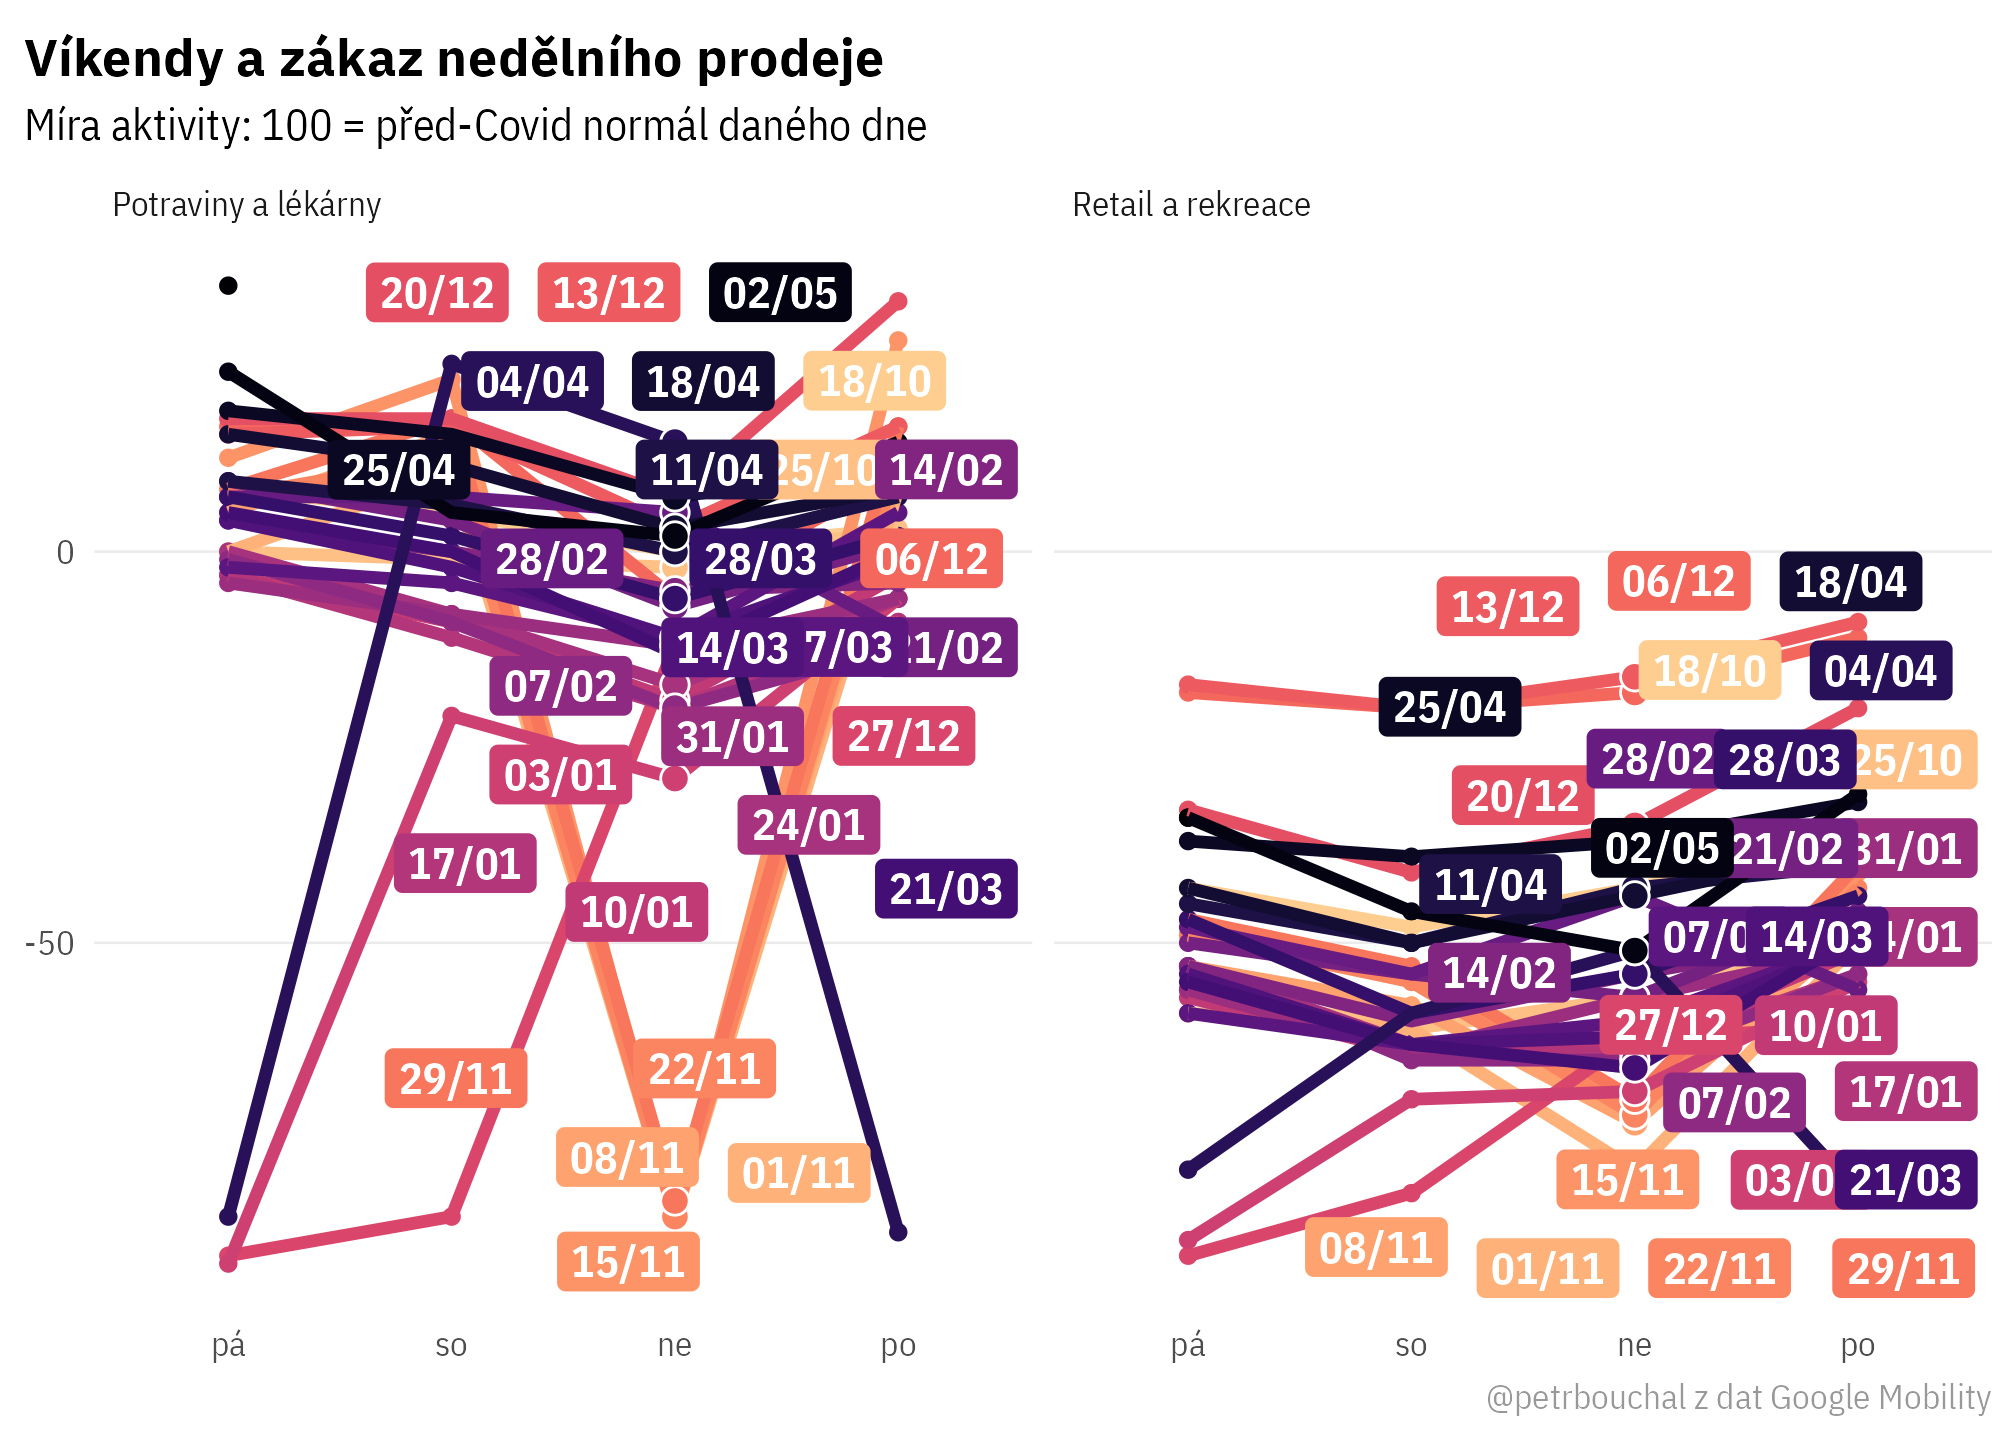 Víkendy a zákaz nedělního prodeje
Míra aktivity: 100 = před-Covid normál daného dne
Potraviny a lékárny
Retail a rekreace
20/12 13/12 02/05
04/04 18/04 18/10
25/04 11/04 25/10 14/02
0
28/02 28/03 06/12
14/03 7/03 21/02
07/02
31/01 27/12
03/01
24/01
17/01
21/03
10/01
-50
29/11 22/11
08/11 01/11
15/11
13/12 06/12 18/04
18/10 04/04
25/04
28/02 28/03 25/10
20/12
02/05 21/02 31/01
11/04
07/0 14/03 4/01
14/02
27/12 10/01
07/02 17/01
15/11 03/0 21/03
08/11 01/11 22/11 29/11
pá so ne po
pá so ne po
@petrbouchal z dat Google Mobility